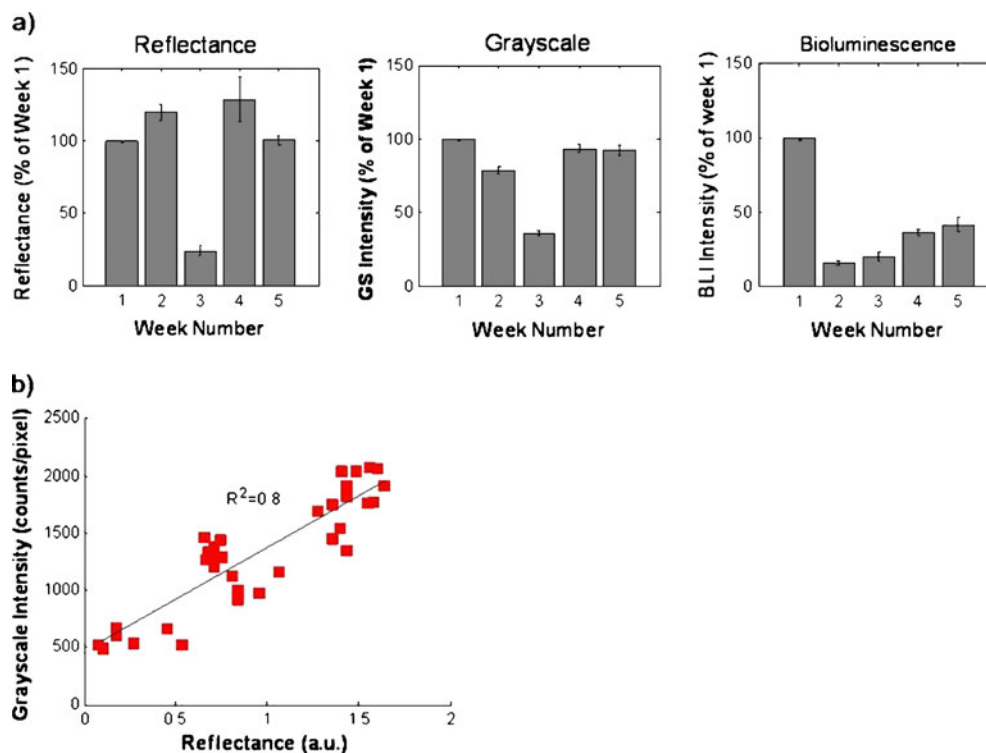 a)
Reflectance
Reflectance (% of Week 1)
150
100
50
0
1 2 3 4 5
Week Number
Grayscale
GS Intensity (% of Week 1)
150
100
50
0
1 2 3 4 5
Week Number
Bioluminescence
BLI Intensity (% of week 1)
150
100
50
0
1 2 3 4 5
Week Number
b)
Grayscale Intensity (counts/pixel)
2500
2000
1500
1000
500
0
R²=0 8
0 0 5 1 1 5 2
Reflectance (a.u.)